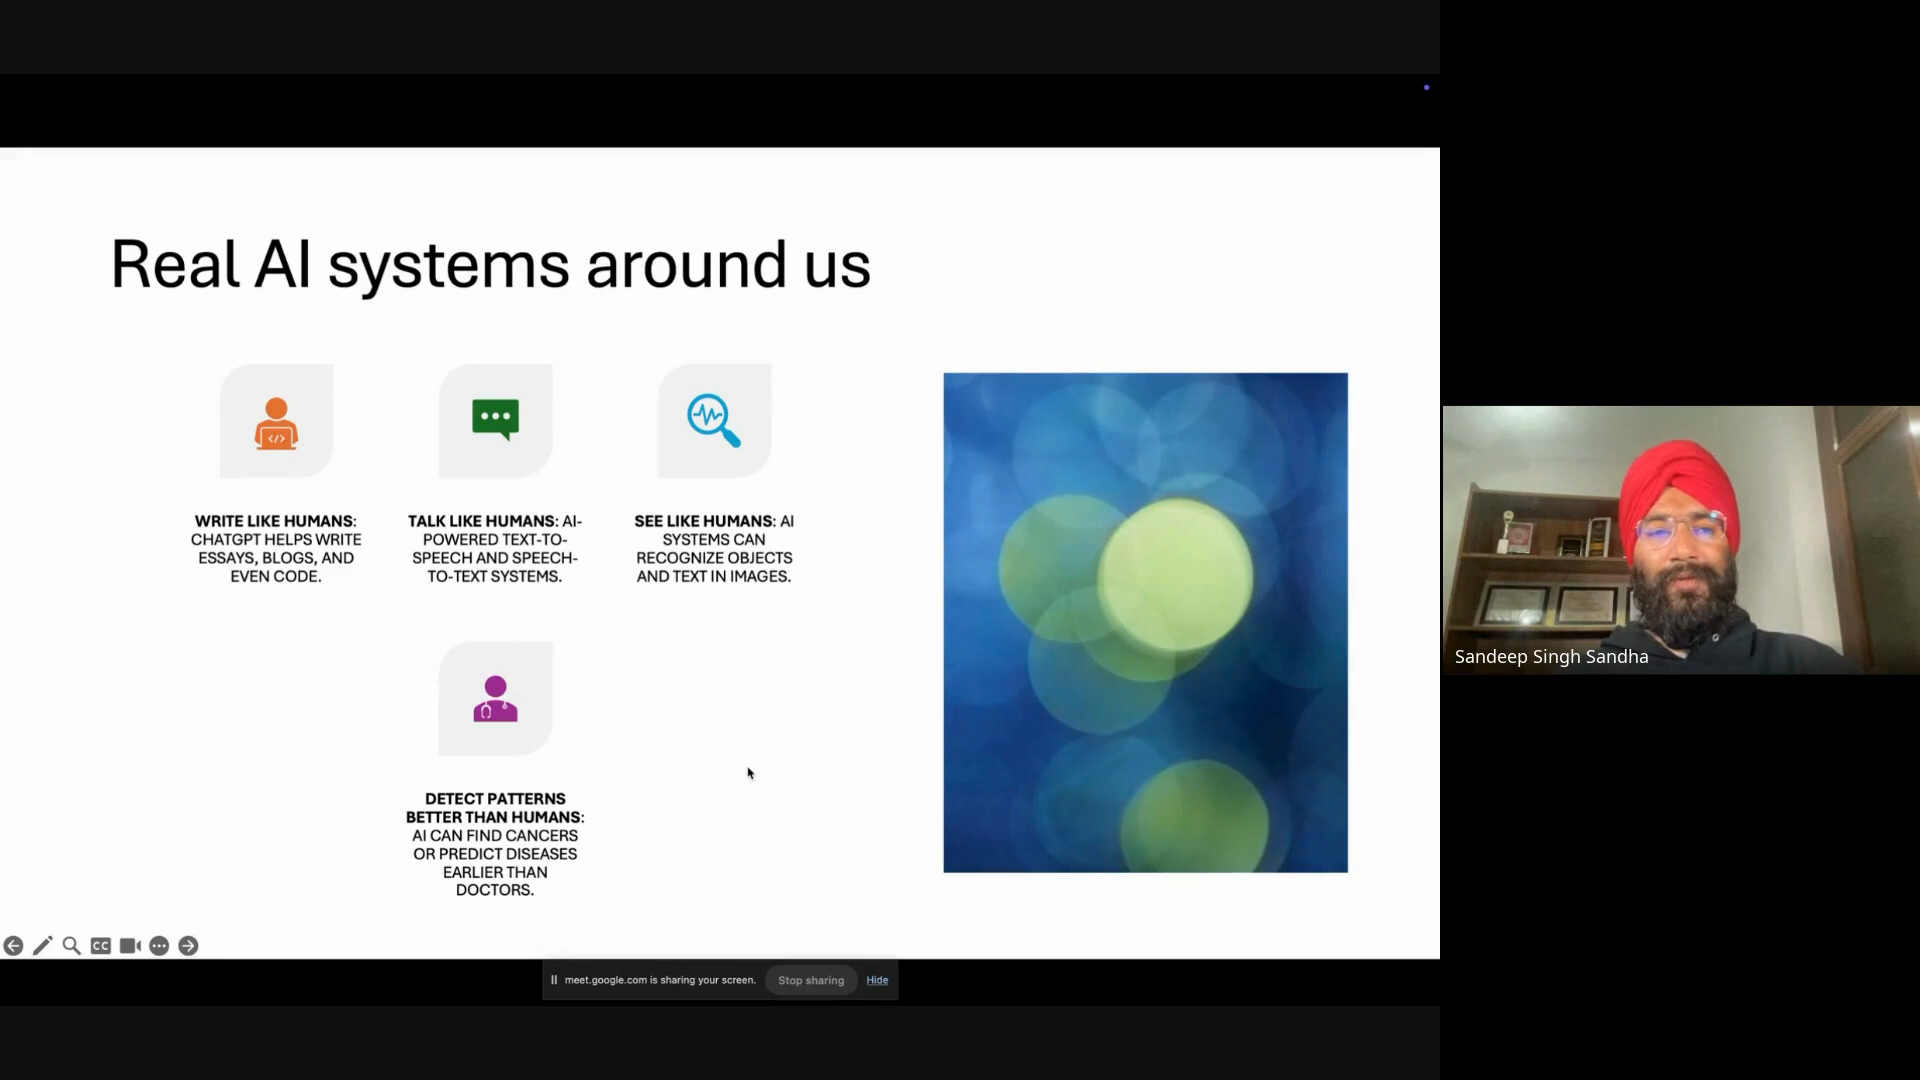 Real AI systems around us
WRITE LIKE HUMANS:
CHATGPT HELPS WRITE
ESSAYS, BLOGS, AND
EVEN CODE.
TALK LIKE HUMANS: AI-
POWERED TEXT-TO-
SPEECH AND SPEECH-
TO-TEXT SYSTEMS.
SEE LIKE HUMANS: AI
SYSTEMS CAN
RECOGNIZE OBJECTS
AND TEXT IN IMAGES.
DETECT PATTERNS
BETTER THAN HUMANS:
AI CAN FIND CANCERS
OR PREDICT DISEASES
EARLIER THAN
DOCTORS.
CC
meet.google.com is sharing your screen.
Stop sharing
Hide
Sandeep Singh Sandha